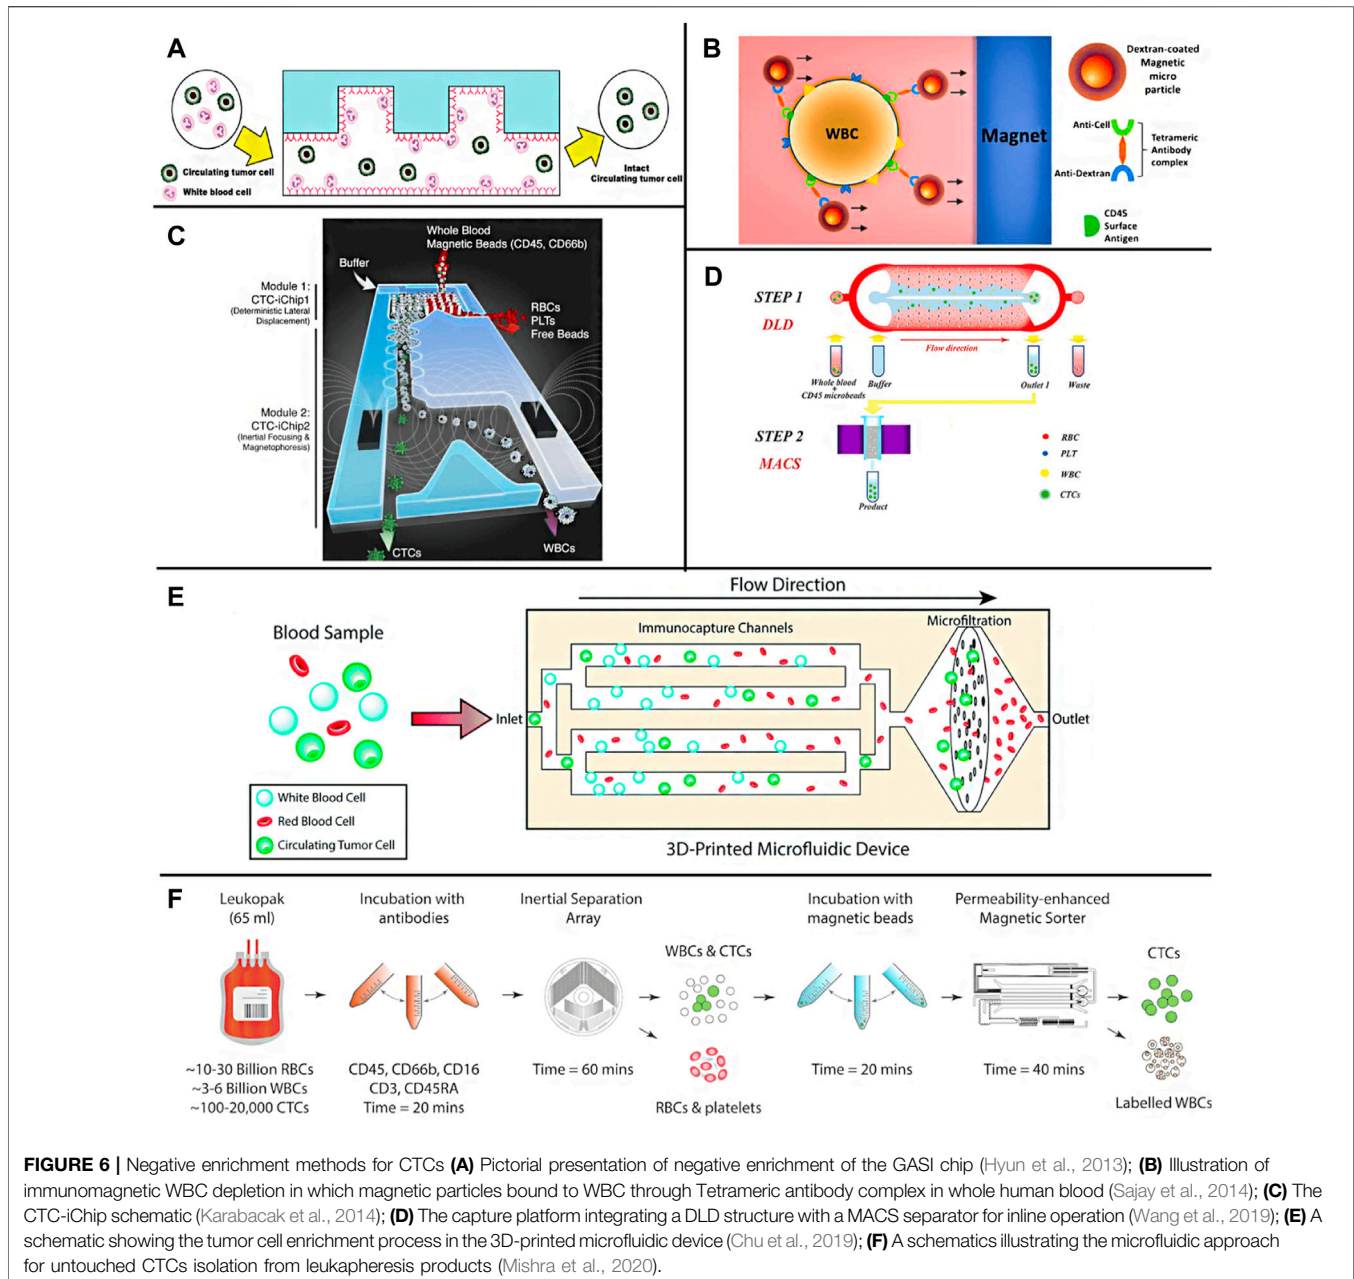 A
Circulating tumor cell
White blood cell
Intact
Circulating tumor cell
B
WBC
Magnet
Dextran-coated
Magnetic
micro
particle
Anti-Cell
Tetrameric
Antibody
complex
Anti-Dextran
CD45
Surface
Antigen
C
Whole Blood
Magnetic Beads (CD45, CD66b)
Buffer
Module 1:
CTC-iChip1
(Deterministic Lateral
Displacement)
RBCs
PLTs
Free Beads
Module 2:
CTC-iChip2
(Inertial Focusing &
Magnetophoresis)
CTCs
WBCs
D
STEP 1
DLD
Flow direction
Whole blood
+
CD45 microbeads
Buffer
Outlet 1
Waste
STEP 2
MACS
Product
RBC
PLT
WBC
CTCs
E
Flow Direction
Blood Sample
Immunocapture Channels
Microfiltration
Inlet
Outlet
White Blood Cell
Red Blood Cell
Circulating Tumor Cell
3D-Printed Microfluidic Device
F
Leukopak
(65 ml)
Incubation with
antibodies
Inertial Separation
Array
WBCs & CTCs
Incubation with
magnetic beads
Permeability-enhanced
Magnetic Sorter
CTCs
~10-30 Billion RBCs
~3-6 Billion WBCs
~100-20,000 CTCs
CD45, CD66b, CD16
CD3, CD45RA
Time = 20 mins
Time = 60 mins
RBCs & platelets
Time = 20 mins
Time = 40 mins
Labelled WBCs
FIGURE 6 | Negative enrichment methods for CTCs (A) Pictorial presentation of negative enrichment of the GASI chip (Hyun et al., 2013); (B) Illustration of
immunomagnetic WBC depletion in which magnetic particles bound to WBC through Tetrameric antibody complex in whole human blood (Sajay et al., 2014); (C) The
CTC-iChip schematic (Karabacak et al., 2014); (D) The capture platform integrating a DLD structure with a MACS separator for inline operation (Wang et al., 2019); (E) A
schematic showing the tumor cell enrichment process in the 3D-printed microfluidic device (Chu et al., 2019); (F) A schematics illustrating the microfluidic approach
for untouched CTCs isolation from leukapheresis products (Mishra et al., 2020).